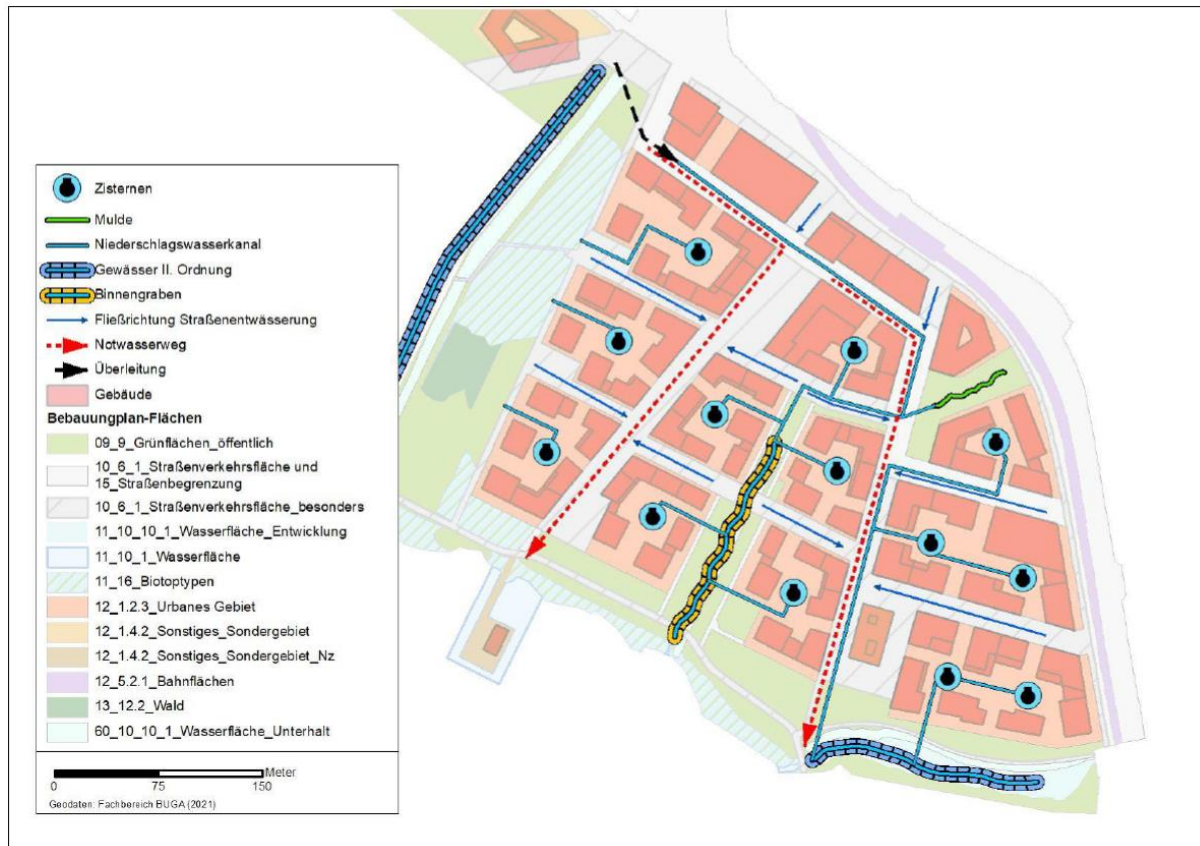 Zisternen
Mulde
Niederschlagswasserkanal
Gewässer II. Ordnung
Binnengraben
Fließrichtung Straßenentwässerung
Notwasserweg
Überleitung
Gebäude
Bebauungplan-Flächen
09_9_Grünflächen_öffentlich
10_6_1_Straßenverkehrsfläche und
15_Straßenbegrenzung
10_6_1_Straßenverkehrsfläche_besonders
11_10_10_1_Wasserfläche_Entwicklung
11_10_1_Wasserfläche
11_16_Biotoptypen
12_1.2.3_Urbanes Gebiet
12_1.4.2_Sonstiges_Sondergebiet
12_1.4.2_Sonstiges_Sondergebiet_Nz
12_5.2.1_Bahnflächen
13_12.2_Wald
60_10_10_1_Wasserfläche_Unterhalt
Meter
0 75 150
Geodaten: Fachbereich BUGA (2021)